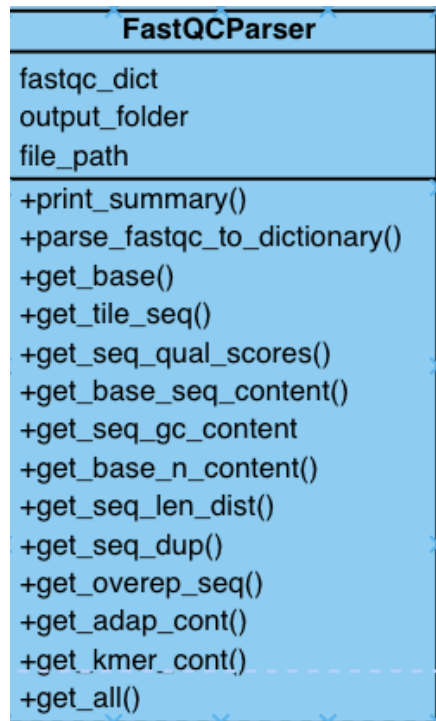 FastQCParser
fastqc_dict
output_folder
file_path
+print_summary()
+parse_fastqc_to_dictionary()
+get_base()
+get_tile_seq()
+get_seq_qual_scores()
+get_base_seq_content()
+get_seq_gc_content
+get_base_n_content()
+get_seq_len_dist()
+get_seq_dup()
+get_overep_seq()
+get_adap_cont()
+get_kmer_cont()
+get_all()